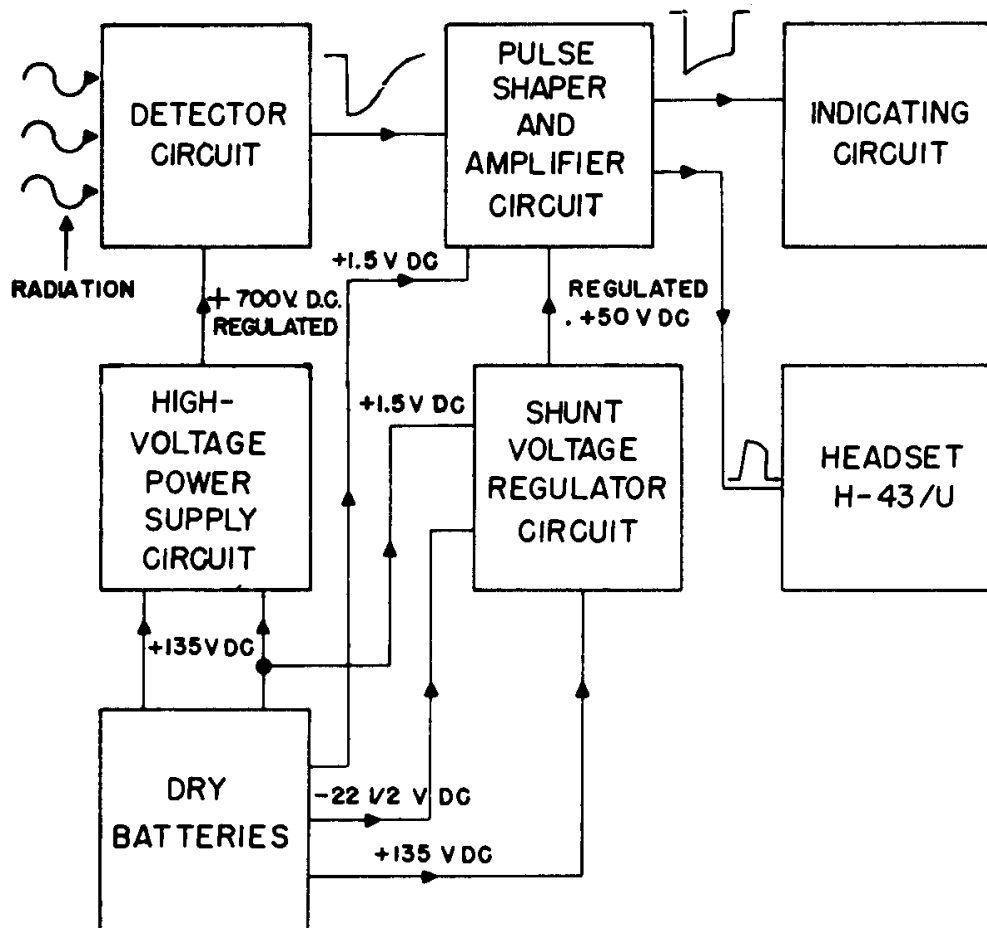 DETECTOR
CIRCUIT
PULSE
SHAPER
AND
AMPLIFIER
CIRCUIT
INDICATING
CIRCUIT
RADIATION
+700V. D.C.
REGULATED
+1.5 V DC
REGULATED
. +50 V DC
HIGH-
VOLTAGE
POWER
SUPPLY
CIRCUIT
+1.5 V DC
SHUNT
VOLTAGE
REGULATOR
CIRCUIT
HEADSET
H-43/U
+135 V DC
DRY
BATTERIES
-22 1/2 V DC
+135 V DC